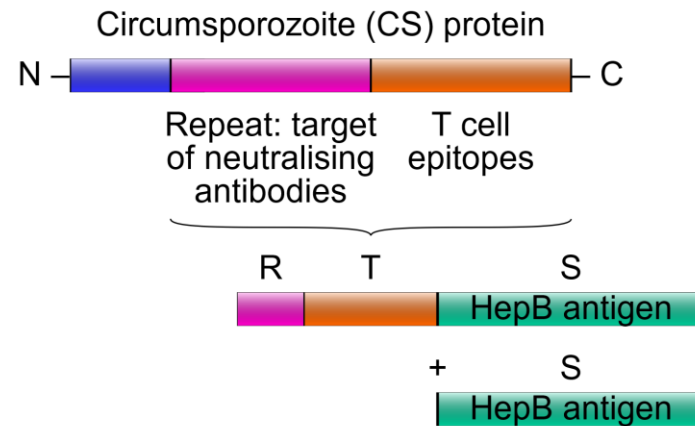 Circumsporozoite (CS) protein
N C
Repeat: target T cell
of neutralising epitopes
antibodies
R T S
HepB antigen
+ S
HepB antigen